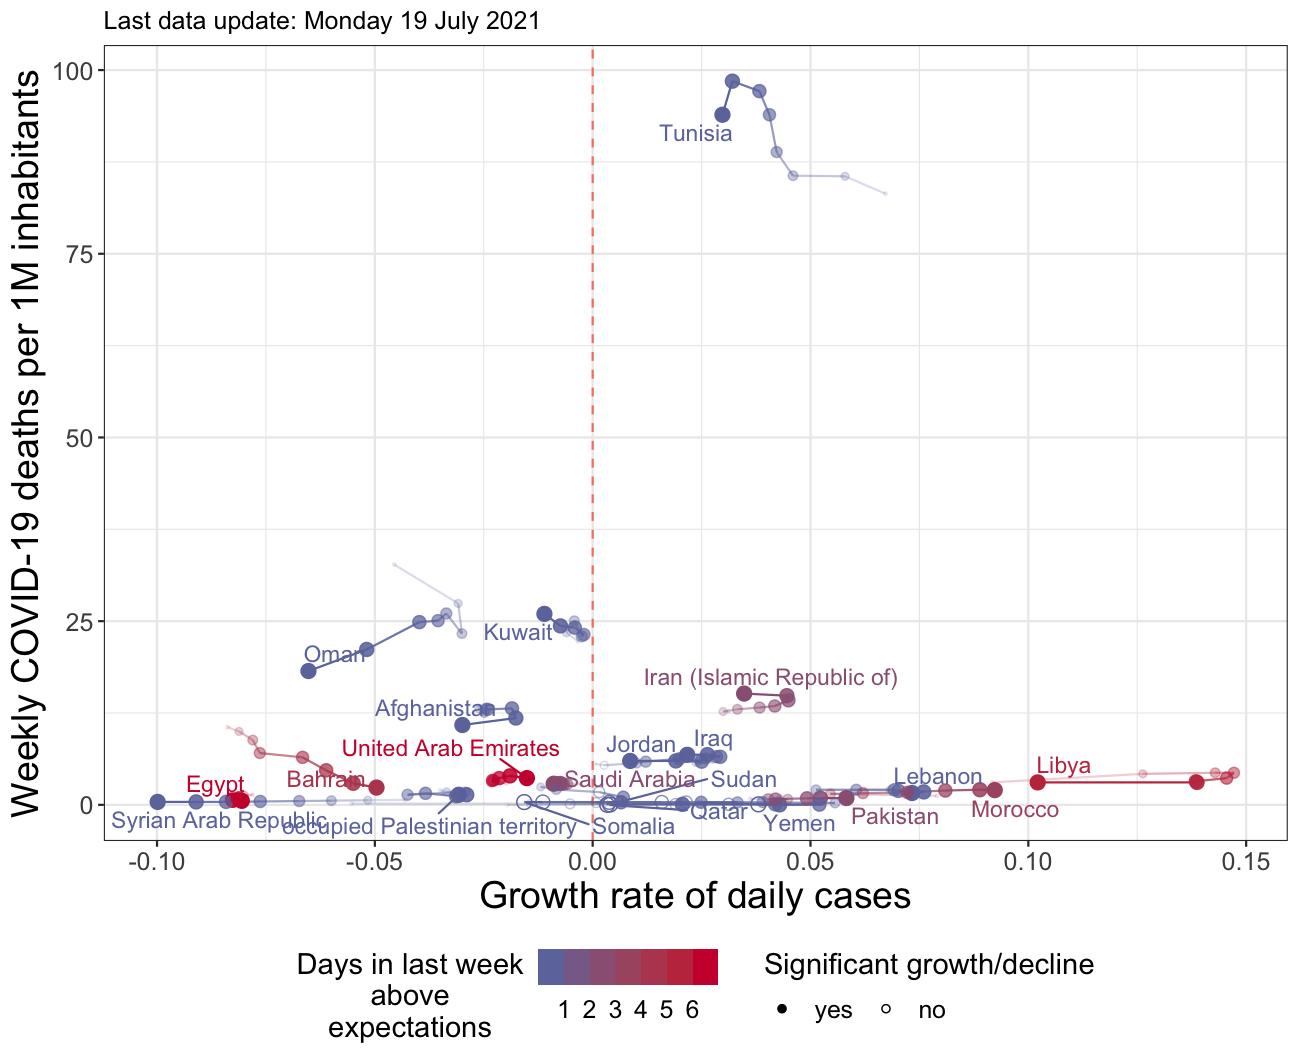 Last data update: Monday 19 July 2021
Weekly COVID-19 deaths per 1M inhabitants
100
75
50
25
0
Tunisia
Kuwait
Oman
Iran (Islamic Republic of)
Afghanistan
United Arab Emirates
Jordan
Iraq
Libya
Egypt
Bahrain
Saudi Arabia
Sudan
Lebanon
Syrian Arab Republic
occupied Palestinian territory
Somalia
Qatar
Yemen
Pakistan
Morocco
-0.10
-0.05
0.00
0.05
0.10
0.15
Growth rate of daily cases
Days in last week
above
expectations
1 2 3 4 5 6
Significant growth/decline
yes
no